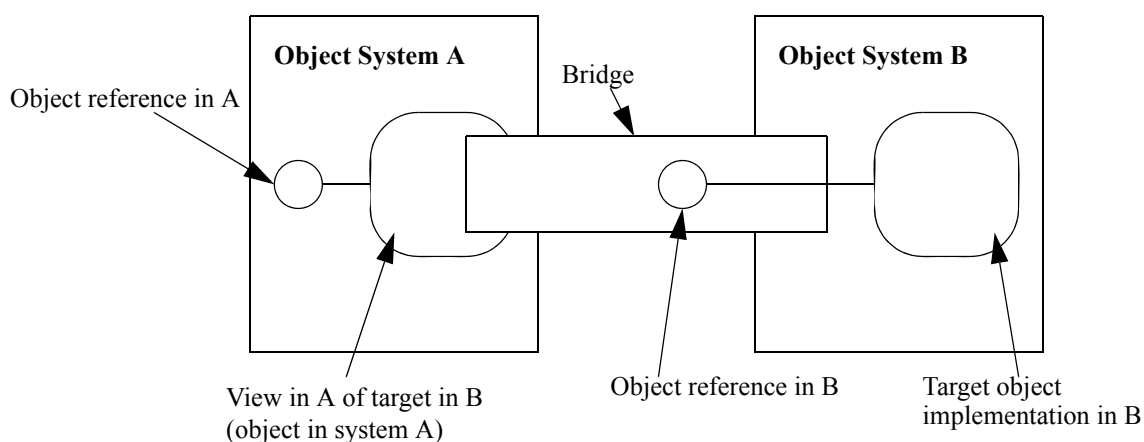 Object System A
Object System B
Bridge
Object reference in A
View in A of target in B
(object in system A)
Object reference in B
Target object
implementation in B